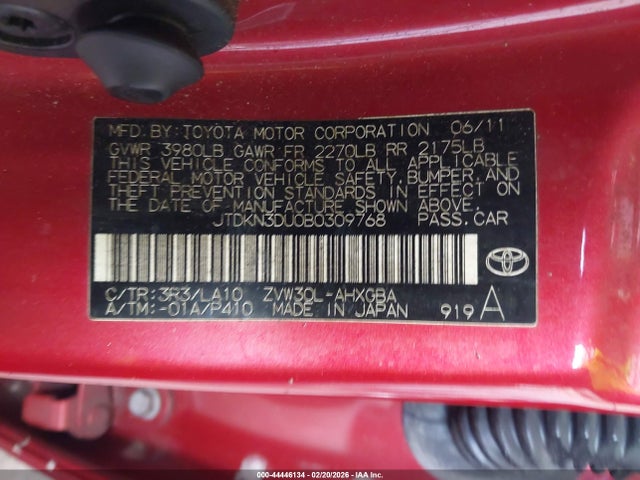 MFD BY: TOYOTA MOTOR CORPORATION 06/11
GVWR 3980LB GAWR FR 2270LB RR 2175LB
THIS VEHICLE CONFORMS TO ALL APPLICABLE
FEDERAL MOTOR VEHICLE SAFETY, BUMPER, AND
THEFT PREVENTION STANDARDS IN EFFECT ON
THE DATE OF MANUFACTURE SHOWN ABOVE.
JTDKN3DU0B0309768 PASS. CAR
C/TR: 3R3/LA10 ZVW30L-AHXGBA
A/TM: -01A/P410 MADE IN JAPAN 919 A
000-44446134 - 02/20/2026 - IAA Inc.